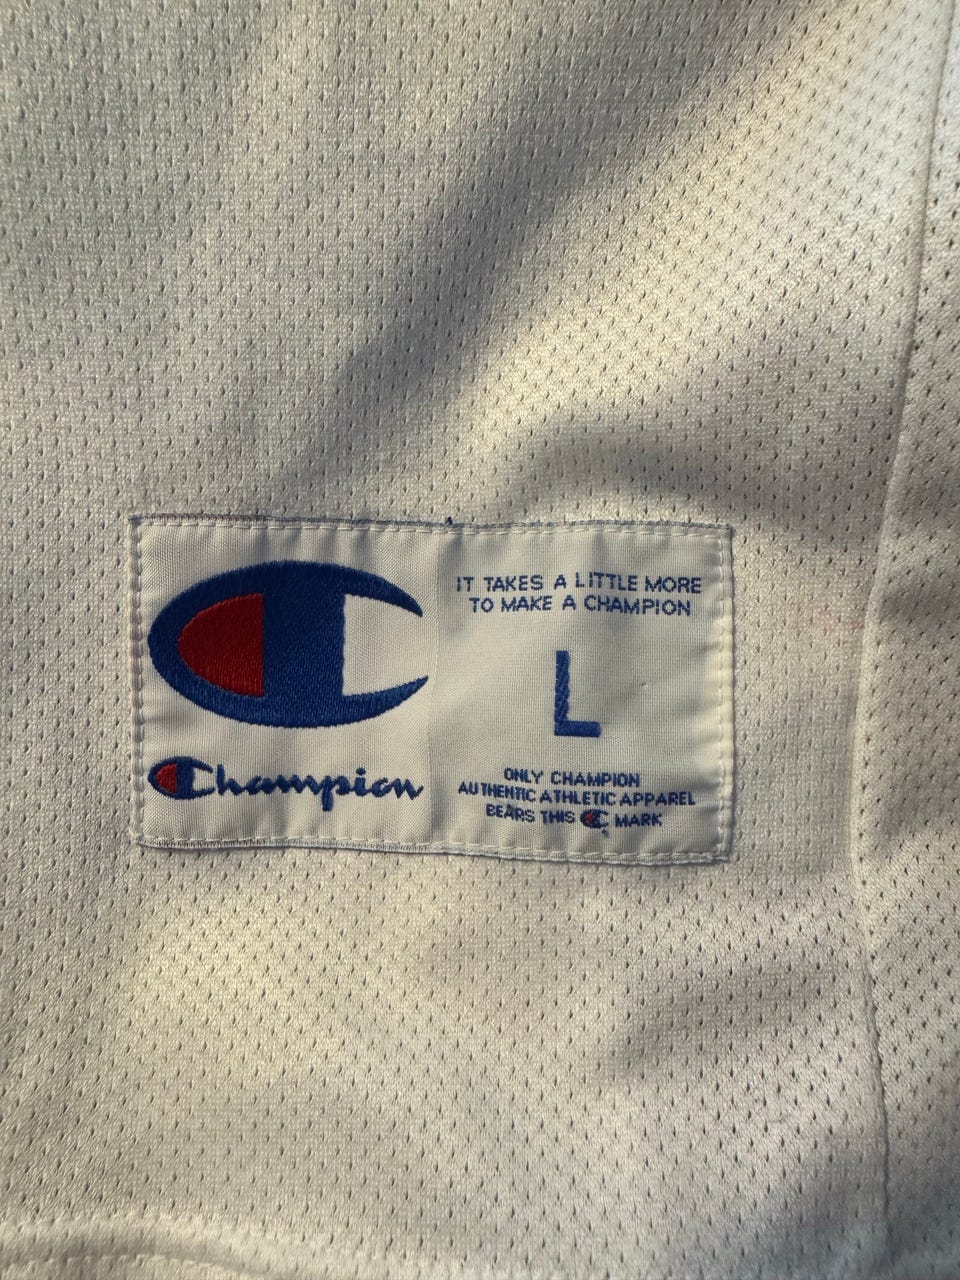 IT TAKES A LITTLE MORE
TO MAKE A CHAMPION
L
Champion
ONLY CHAMPION
AUTHENTIC ATHLETIC APPAREL
BEARS THIS C MARK